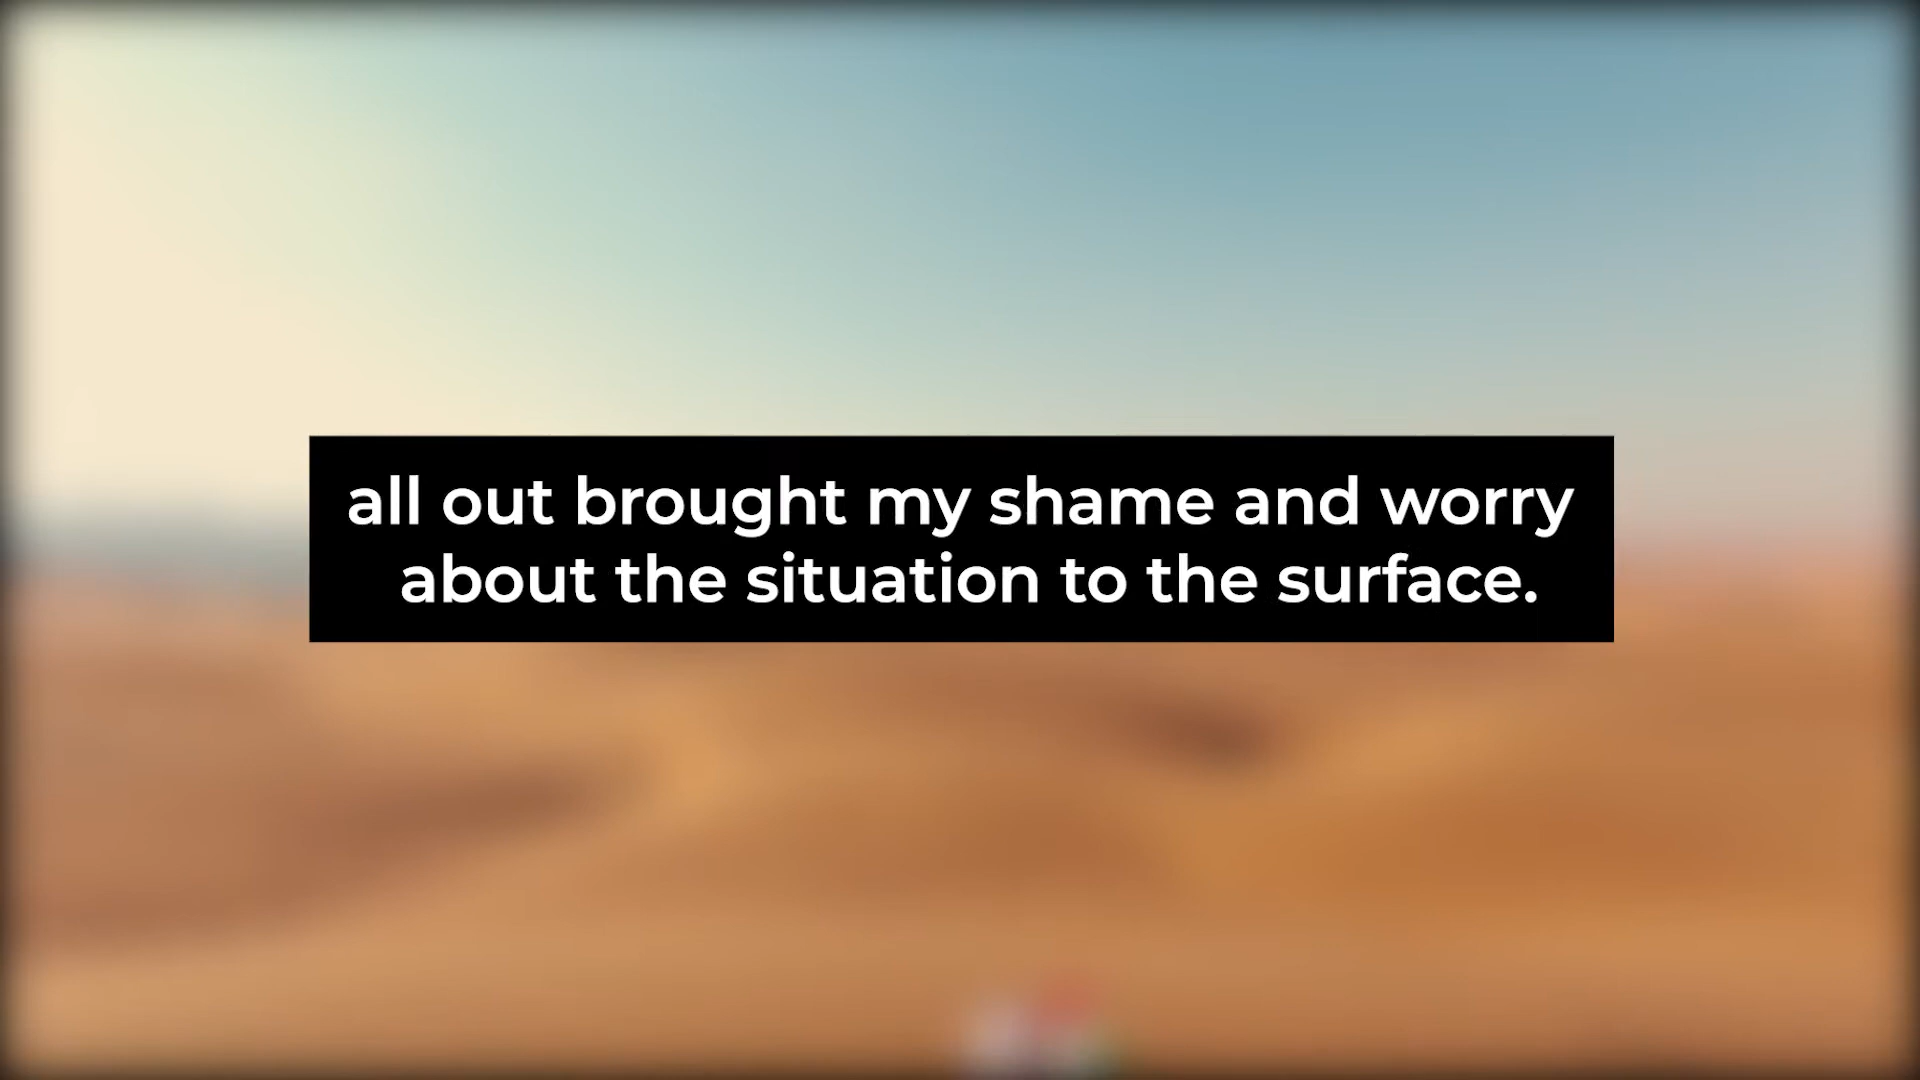 all out brought my shame and worry
about the situation to the surface.